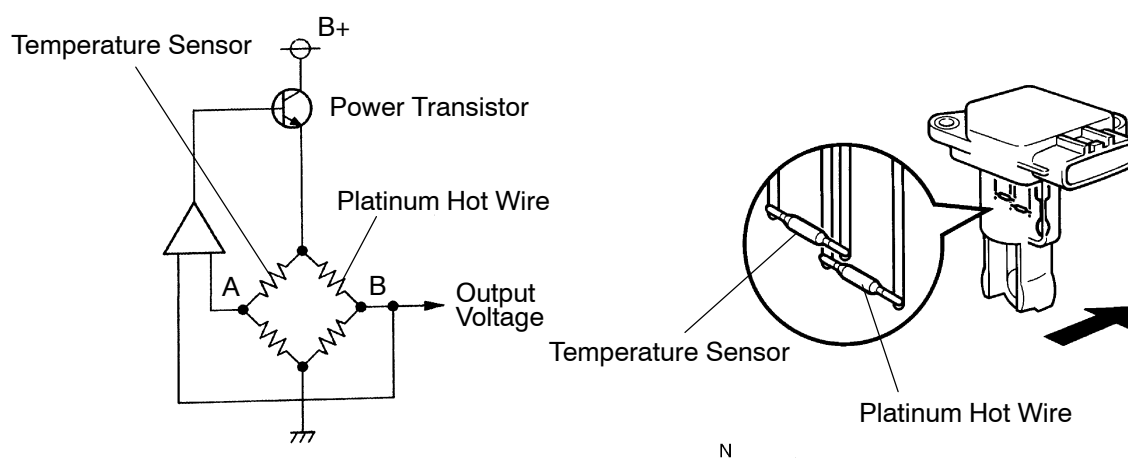 B+
Temperature Sensor
Power Transistor
Platinum Hot Wire
A
B
Output
Voltage
Temperature Sensor
Platinum Hot Wire
N